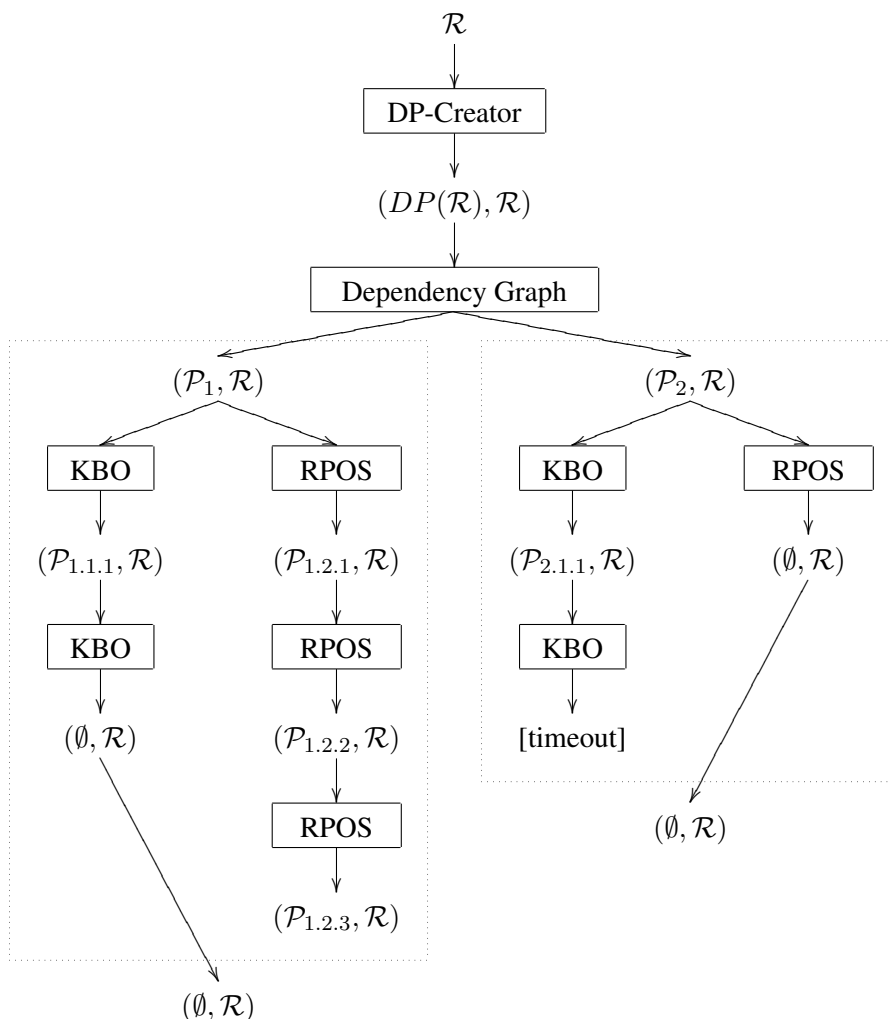 ℛ
DP-Creator
(DP(ℛ), ℛ)
Dependency Graph
(𝒫₁, ℛ)
(𝒫₂, ℛ)
KBO
RPOS
KBO
RPOS
(𝒫₁.₁.₁, ℛ)
(𝒫₁.₂.₁, ℛ)
(𝒫₂.₁.₁, ℛ)
(∅, ℛ)
KBO
RPOS
KBO
(∅, ℛ)
(𝒫₁.₂.₂, ℛ)
[timeout]
RPOS
(∅, ℛ)
(𝒫₁.₂.₃, ℛ)
(∅, ℛ)